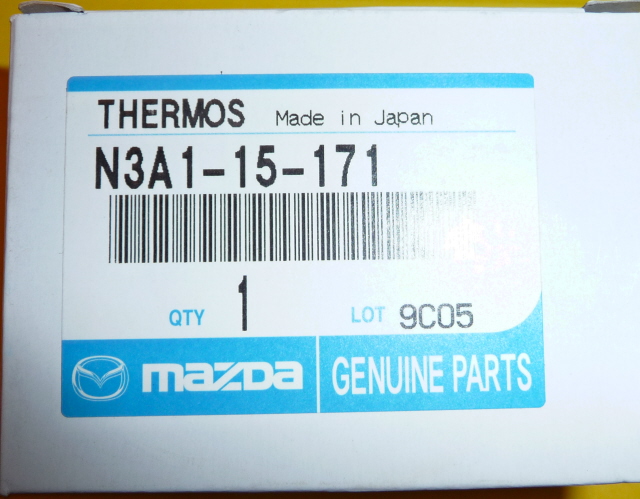 THERMOS Made in Japan
N3A1-15-171
QTY 1 LOT 9C05
mazda GENUINE PARTS